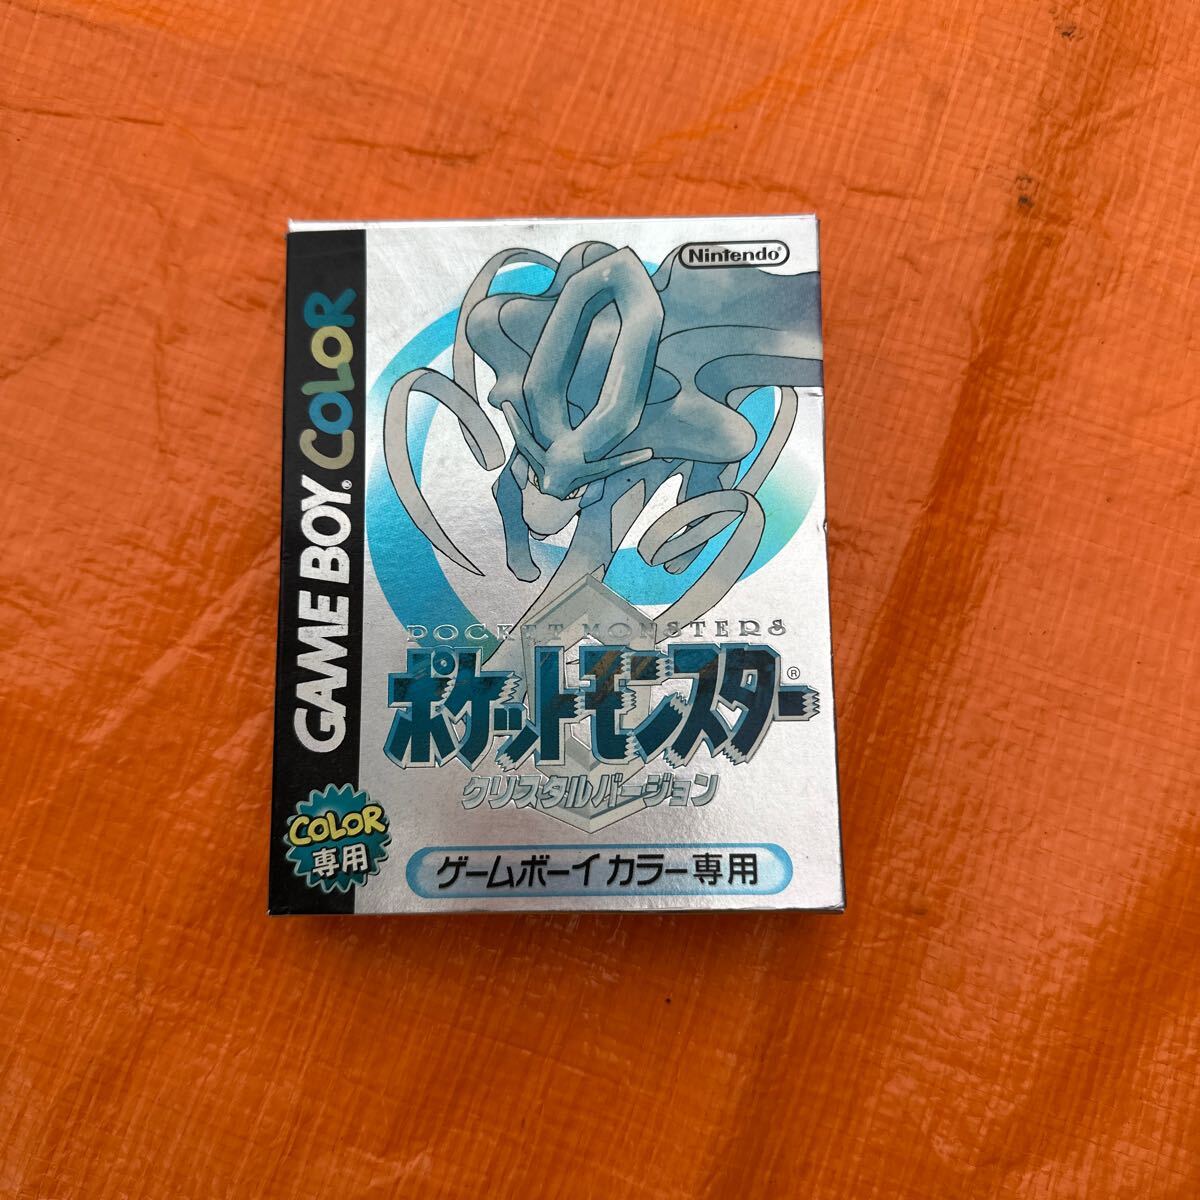 Nintendo®
GAME BOY® COLOR
POCKET MONSTERS
ポケットモンスター®
クリスタルバージョン
COLOR
専用
ゲームボーイ カラー専用